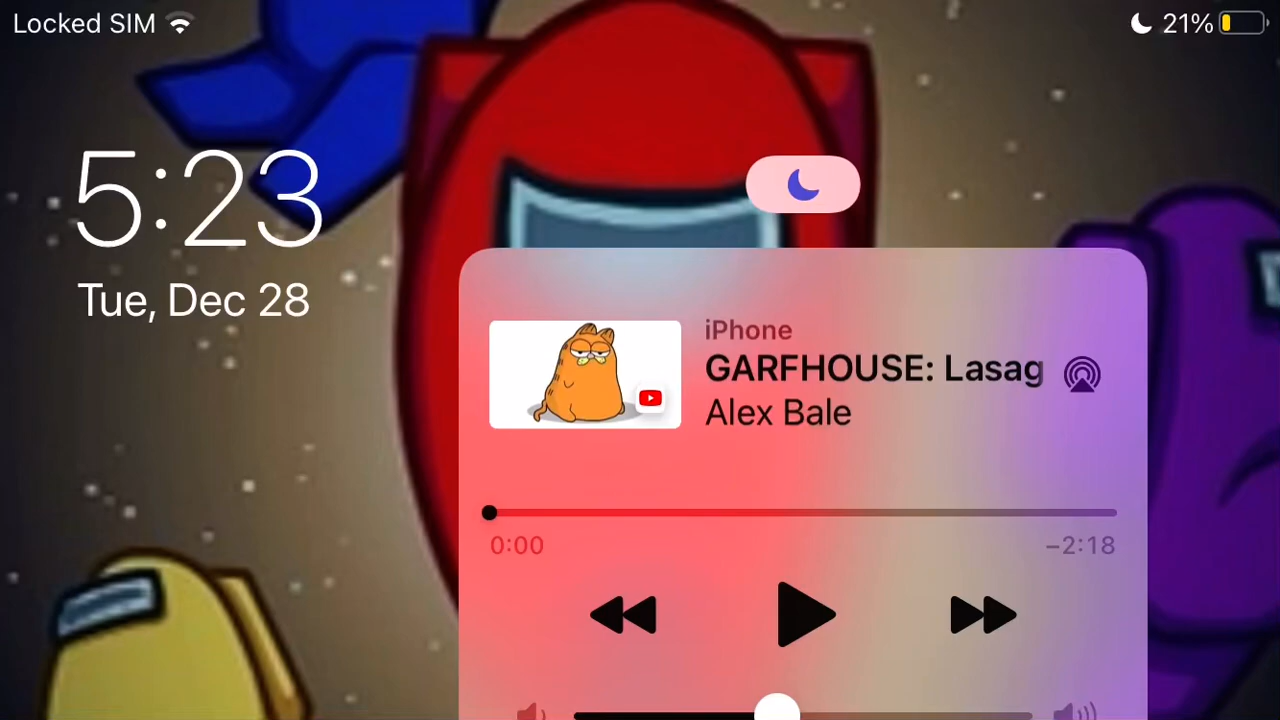 Locked SIM
21%
5:23
Tue, Dec 28
iPhone
GARFHOUSE: Lasag
Alex Bale
0:00
−2:18